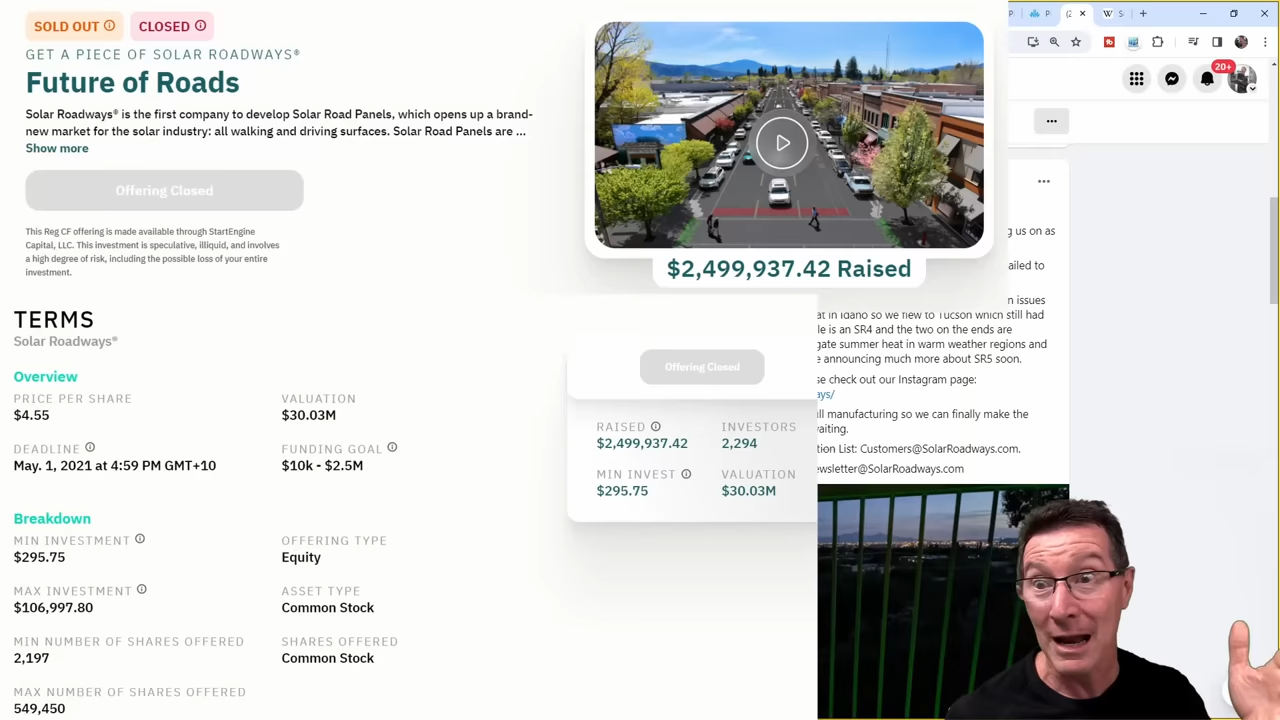 SOLD OUT
CLOSED
GET A PIECE OF SOLAR ROADWAYS®
Future of Roads
Solar Roadways® is the first company to develop Solar Road Panels, which opens up a brand-
new market for the solar industry: all walking and driving surfaces. Solar Road Panels are ...
Show more
Offering Closed
This Reg CF offering is made available through StartEngine
Capital, LLC. This investment is speculative, illiquid, and involves
a high degree of risk, including the possible loss of your entire
investment.
$2,499,937.42 Raised
TERMS
Solar Roadways®
Overview
PRICE PER SHARE
$4.55
VALUATION
$30.03M
DEADLINE
May. 1, 2021 at 4:59 PM GMT+10
FUNDING GOAL
$10k - $2.5M
Breakdown
MIN INVESTMENT
$295.75
OFFERING TYPE
Equity
MAX INVESTMENT
$106,997.80
ASSET TYPE
Common Stock
MIN NUMBER OF SHARES OFFERED
2,197
SHARES OFFERED
Common Stock
MAX NUMBER OF SHARES OFFERED
549,450
Offering Closed
RAISED
$2,499,937.42
INVESTORS
2,294
MIN INVEST
$295.75
VALUATION
$30.03M
20+
g us on as
ailed to
n issues
at in Idaho so we flew to Tucson which still had
le is an SR4 and the two on the ends are
gate summer heat in warm weather regions and
e announcing much more about SR5 soon.
se check out our Instagram page:
ays/
ull manufacturing so we can finally make the
waiting.
tion List: Customers@SolarRoadways.com.
ewsletter@SolarRoadways.com